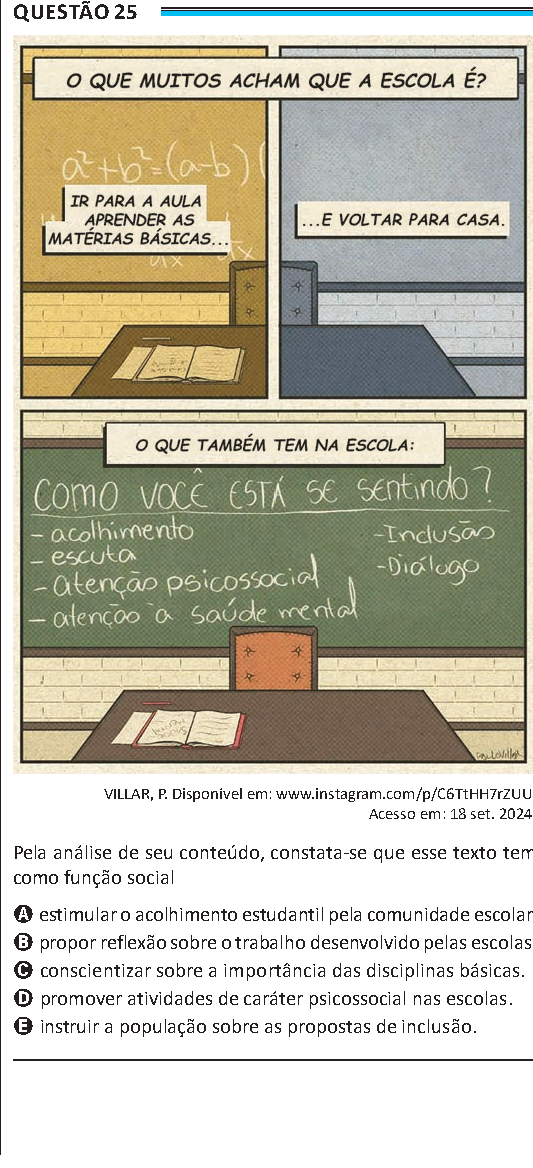 QUESTÃO 25
O QUE MUITOS ACHAM QUE A ESCOLA É?
a²+b²=(a-b)(
IR PARA A AULA
APRENDER AS
MATÉRIAS BÁSICAS...
...E VOLTAR PARA CASA.
O QUE TAMBÉM TEM NA ESCOLA:
COMO VOCÊ ESTÁ SE SENTINDO?
- acolhimento
- escuta
- Atenção psicossocial
- atenção à saúde mental
-Inclusão
-Diálogo
PauloVillar
VILLAR, P. Disponível em: www.instagram.com/p/C6TtHH7rZUU
Acesso em: 18 set. 2024
Pela análise de seu conteúdo, constata-se que esse texto tem
como função social
A estimular o acolhimento estudantil pela comunidade escolar
B propor reflexão sobre o trabalho desenvolvido pelas escolas
C conscientizar sobre a importância das disciplinas básicas.
D promover atividades de caráter psicossocial nas escolas.
E instruir a população sobre as propostas de inclusão.